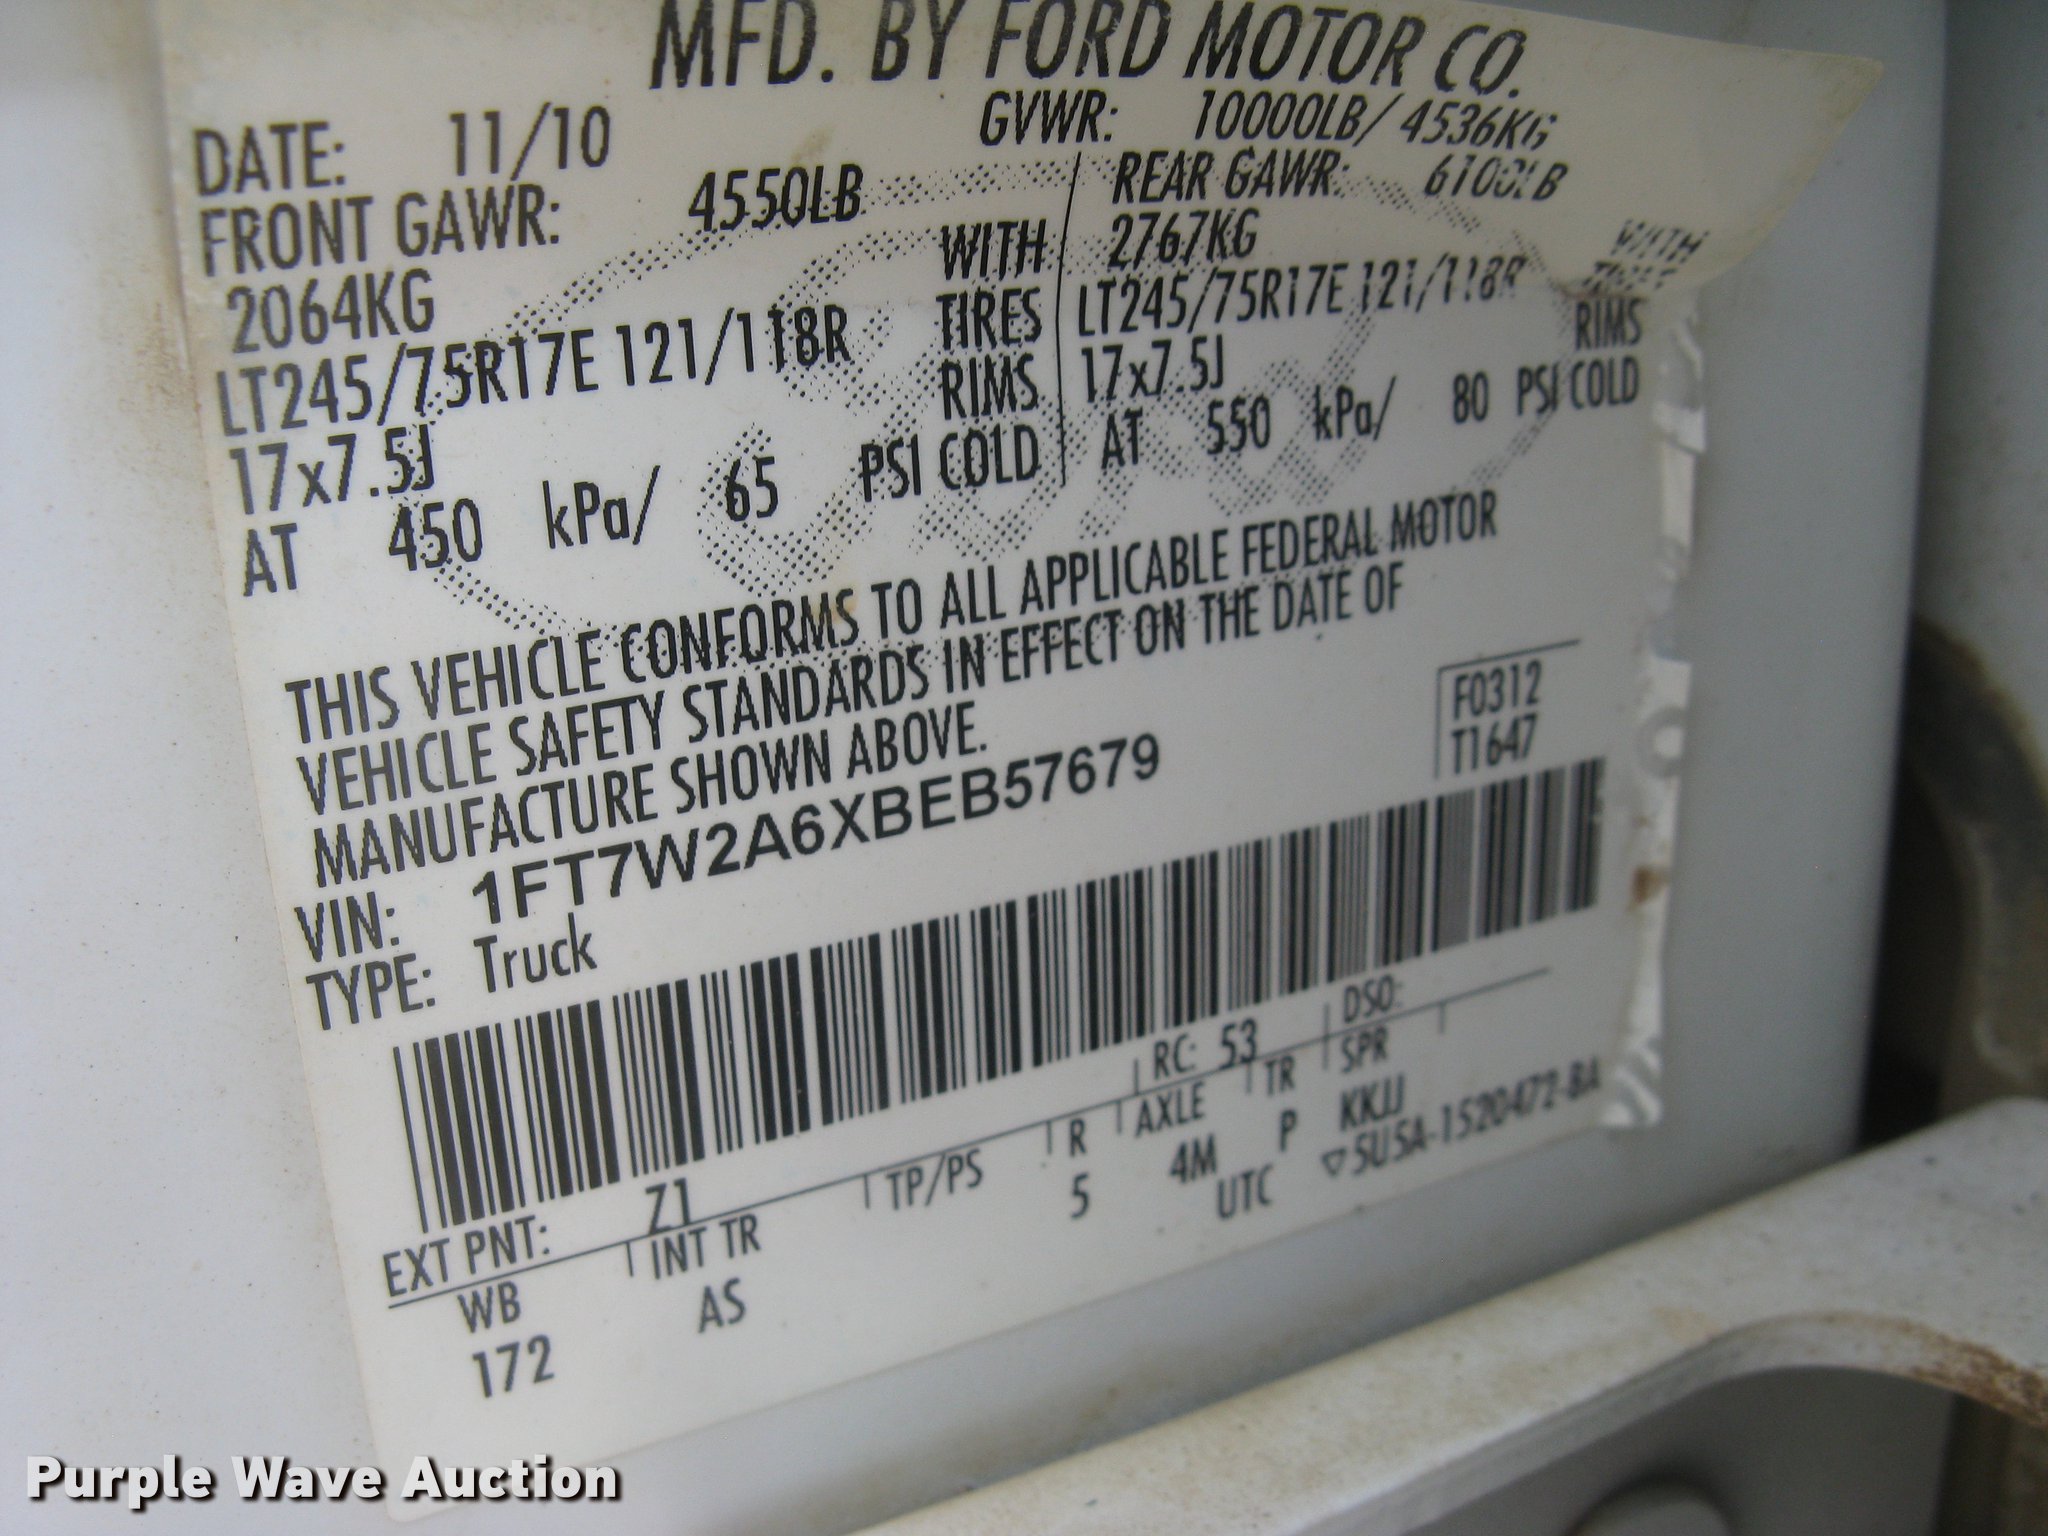 MFD. BY FORD MOTOR CO.
DATE: 11/10 GVWR: 10000LB/ 4536KG
FRONT GAWR: 4550LB REAR GAWR: 6100LB
2064KG WITH 2767KG WITH
LT245/75R17E 121/118R TIRES LT245/75R17E 121/118R TIRES
17x7.5J RIMS 17x7.5J RIMS
AT 450 kPa/ 65 PSI COLD AT 550 kPa/ 80 PSI COLD
THIS VEHICLE CONFORMS TO ALL APPLICABLE FEDERAL MOTOR
VEHICLE SAFETY STANDARDS IN EFFECT ON THE DATE OF
MANUFACTURE SHOWN ABOVE.
F0312
T1647
VIN: 1FT7W2A6XBEB57679
TYPE: Truck
EXT PNT: Z1 RC: 53 DSO:
WB INT TR TP/PS R AXLE TR SPR
172 AS 5 4M P KKJJ
UTC ▽5U5A-1520472-BA
Purple Wave Auction